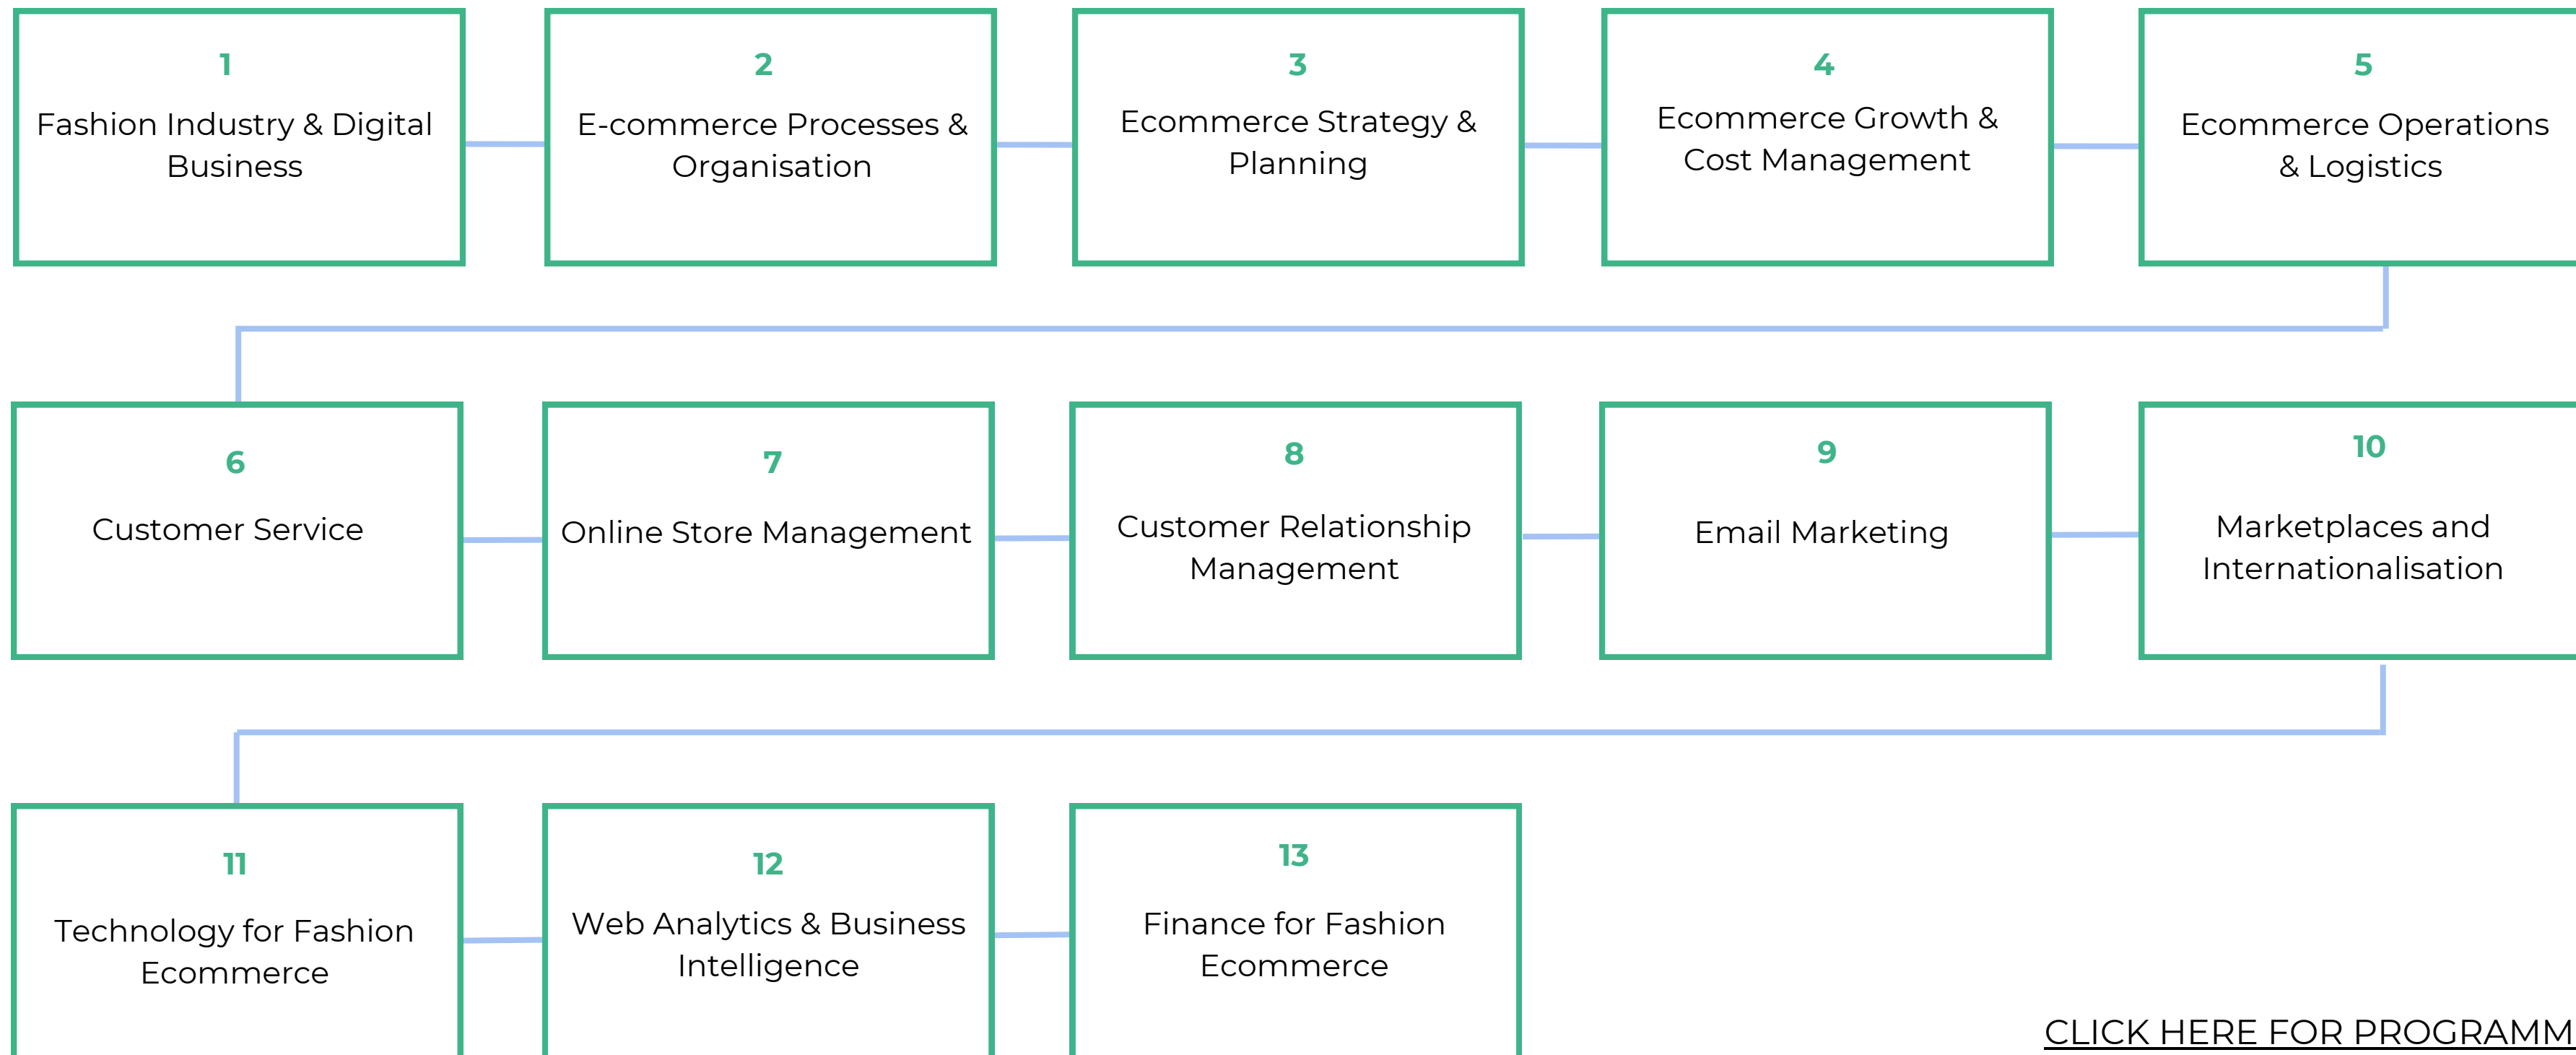 1
Fashion Industry & Digital
Business
2
E-commerce Processes &
Organisation
3
Ecommerce Strategy &
Planning
4
Ecommerce Growth &
Cost Management
5
Ecommerce Operations
& Logistics
6
Customer Service
7
Online Store Management
8
Customer Relationship
Management
9
Email Marketing
10
Marketplaces and
Internationalisation
11
Technology for Fashion
Ecommerce
12
Web Analytics & Business
Intelligence
13
Finance for Fashion
Ecommerce
CLICK HERE FOR PROGRAMM